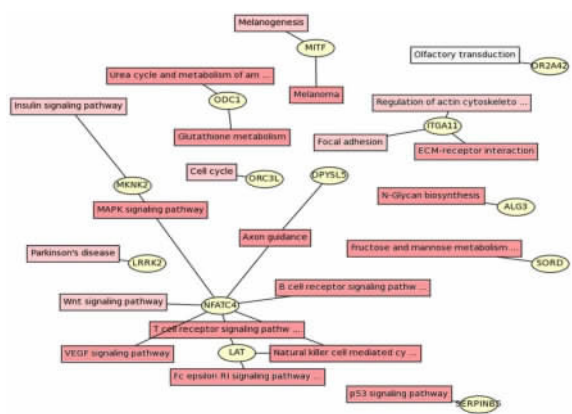 Melanogenesis
MITF
Olfactory transduction
OR2A42
Urea cycle and metabolism of am ...
Melanoma
ODC1
Regulation of actin cytoskeleto ...
Insulin signaling pathway
ITGA11
Glutathione metabolism
Focal adhesion
ECM-receptor interaction
Cell cycle
ORC3L
DPYSL5
MKNK2
N-Glycan biosynthesis
MAPK signaling pathway
ALG3
Axon guidance
Parkinson's disease
LRRK2
Fructose and mannose metabolism ...
SORD
B cell receptor signaling pathw ...
Wnt signaling pathway
NFATC4
T cell receptor signaling pathw ...
VEGF signaling pathway
LAT
Natural killer cell mediated cy ...
Fc epsilon RI signaling pathway ...
p53 signaling pathway
SERPINB5